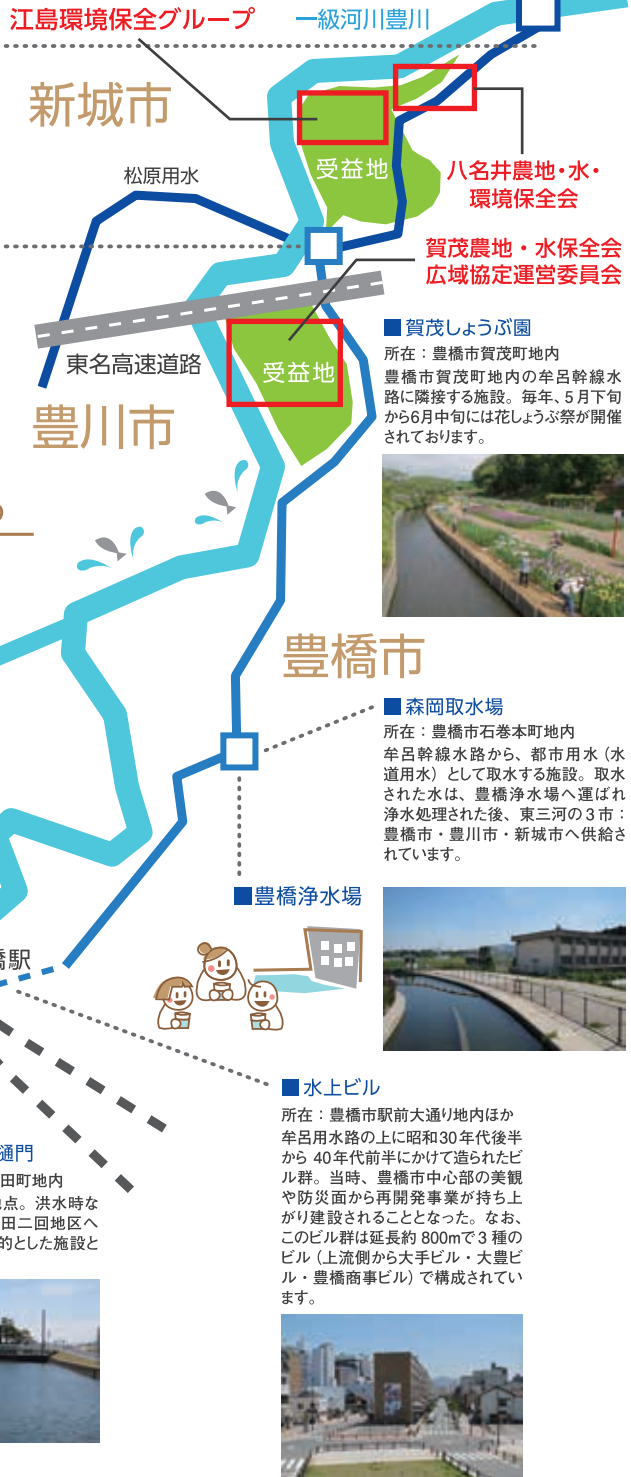 江島環境保全グループ
一級河川豊川
新城市
受益地
八名井農地・水・
環境保全会
松原用水
賀茂農地・水保全会
広域協定運営委員会
東名高速道路
受益地
豊川市
■賀茂しょうぶ園
所在：豊橋市賀茂町地内
豊橋市賀茂町地内の牟呂幹線水
路に隣接する施設。毎年、5月下旬
から6月中旬には花しょうぶ祭が開催
されております。
豊橋市
■森岡取水場
所在：豊橋市石巻本町地内
牟呂幹線水路から、都市用水（水
道用水）として取水する施設。取水
された水は、豊橋浄水場へ運ばれ
浄水処理された後、東三河の3市：
豊橋市・豊川市・新城市へ供給さ
れています。
■豊橋浄水場
橋駅
■水上ビル
所在：豊橋市駅前大通り地内ほか
牟呂用水路の上に昭和30年代後半
から 40年代前半にかけて造られたビ
ル群。当時、豊橋市中心部の美観
や防災面から再開発事業が持ち上
がり建設されることとなった。なお、
このビル群は延長約 800mで3種の
ビル（上流側から大手ビル・大豊ビ
ル・豊橋商事ビル）で構成されてい
ます。
樋門
田町地内
地点。洪水時な
田二回地区へ
的とした施設と